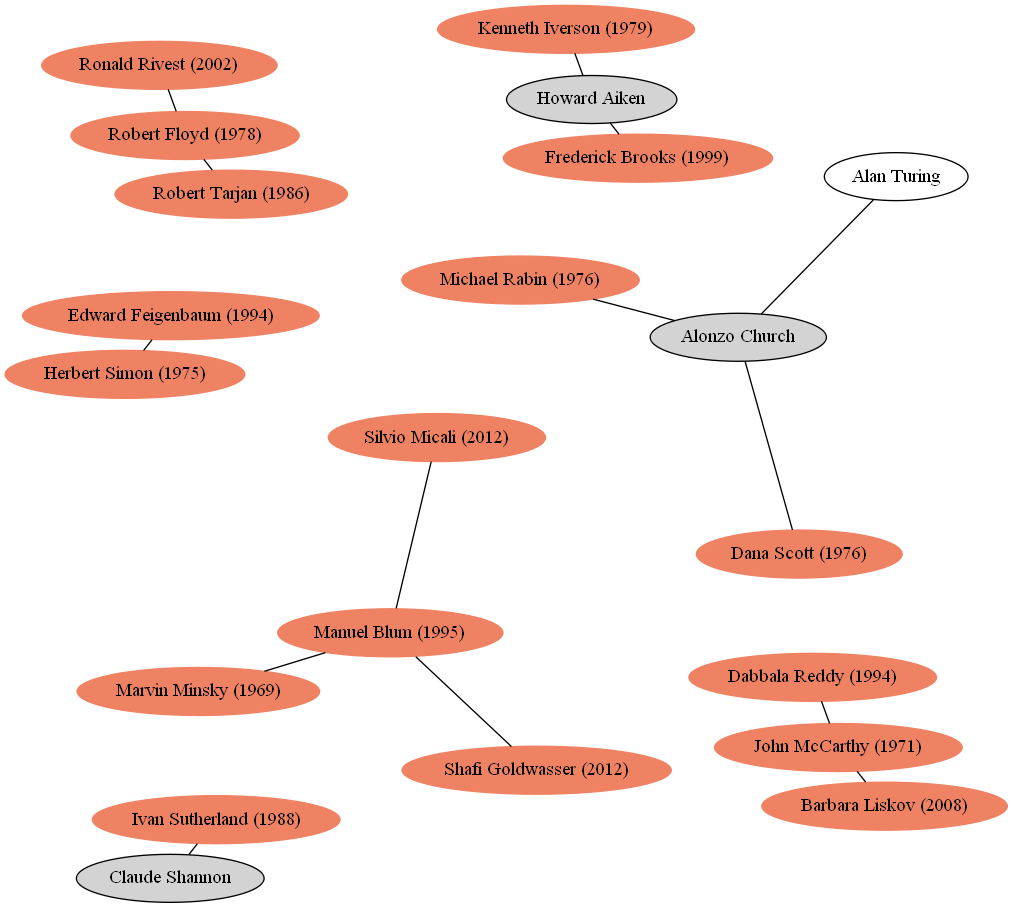 Kenneth Iverson (1979)
Ronald Rivest (2002)
Howard Aiken
Robert Floyd (1978)
Frederick Brooks (1999)
Alan Turing
Robert Tarjan (1986)
Michael Rabin (1976)
Edward Feigenbaum (1994)
Alonzo Church
Herbert Simon (1975)
Silvio Micali (2012)
Dana Scott (1976)
Manuel Blum (1995)
Dabbala Reddy (1994)
Marvin Minsky (1969)
John McCarthy (1971)
Shafi Goldwasser (2012)
Barbara Liskov (2008)
Ivan Sutherland (1988)
Claude Shannon